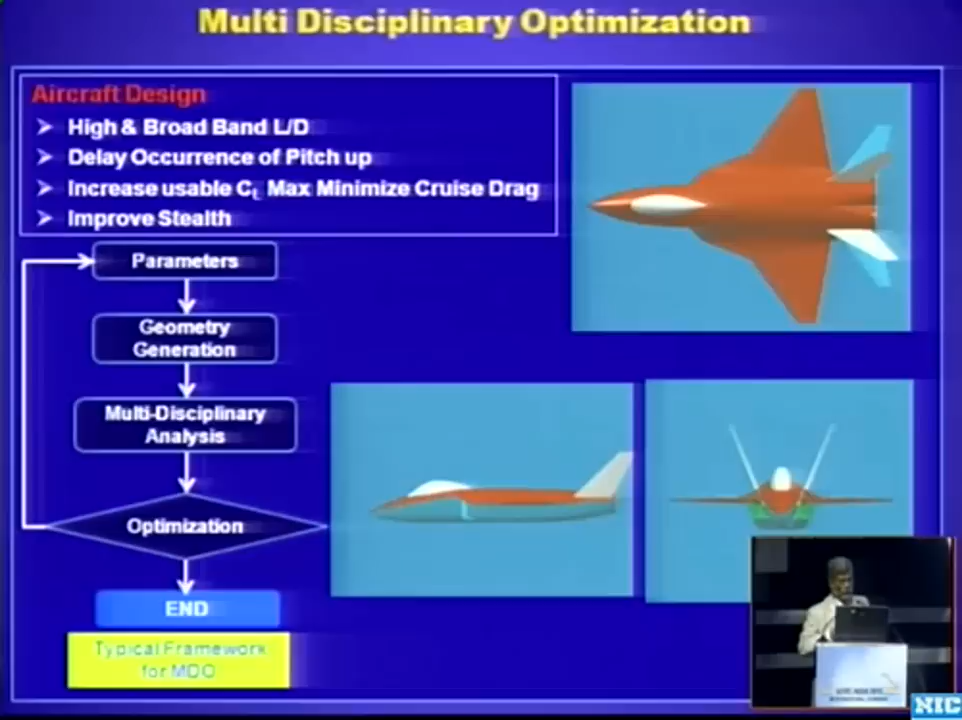 Multi Disciplinary Optimization
Aircraft Design
➤ High & Broad Band L/D
➤ Delay Occurrence of Pitch up
➤ Increase usable CL Max Minimize Cruise Drag
➤ Improve Stealth
Parameters
Geometry
Generation
Multi-Disciplinary
Analysis
Optimization
END
Typical Framework
for MDO
NIC